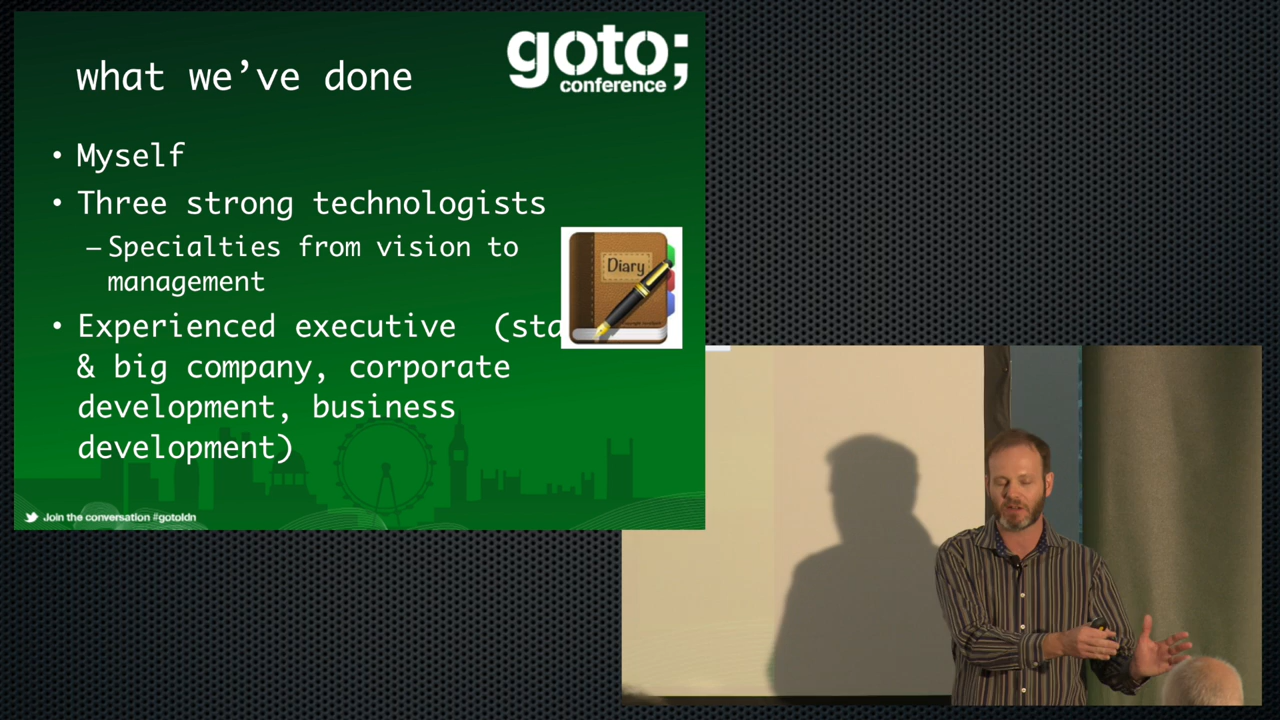 what we’ve done
goto;
conference
• Myself
• Three strong technologists
– Specialties from vision to
management
Diary
• Experienced executive (sta
& big company, corporate
development, business
development)
Join the conversation #gotoldn